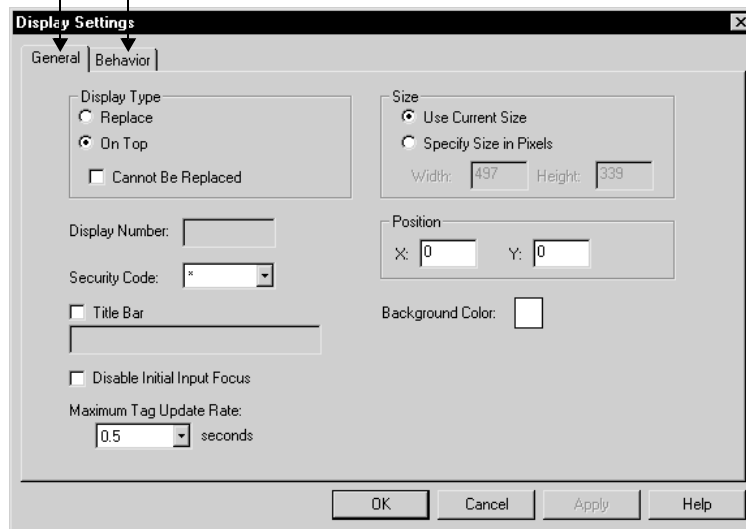 Display Settings
General
Behavior
Display Type
Replace
On Top
Cannot Be Replaced
Display Number:
Security Code:
*
Title Bar
Disable Initial Input Focus
Maximum Tag Update Rate:
0.5
seconds
Size
Use Current Size
Specify Size in Pixels
Width: 497 Height: 339
Position
X: 0 Y: 0
Background Color:
OK Cancel Apply Help